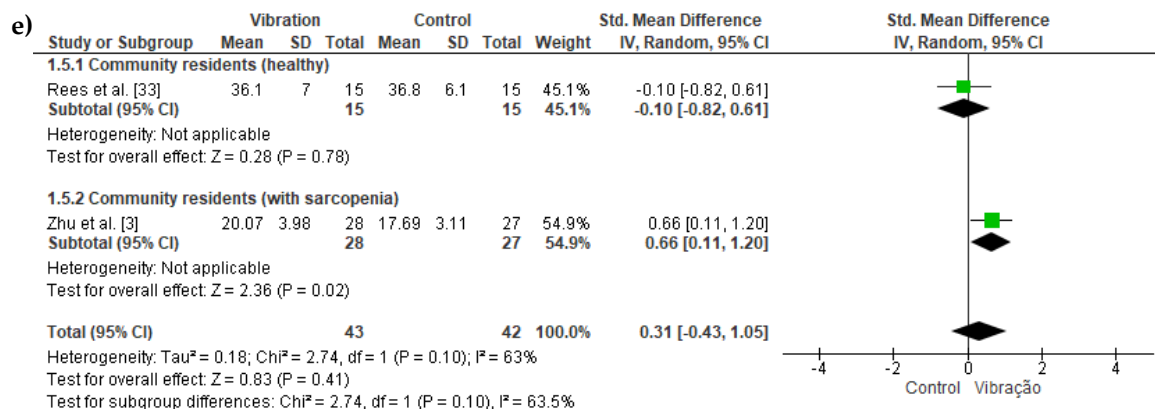 e)
Vibration Control Std. Mean Difference Std. Mean Difference
Study or Subgroup Mean SD Total Mean SD Total Weight IV, Random, 95% CI IV, Random, 95% CI
1.5.1 Community residents (healthy)
Rees et al. [33] 36.1 7 15 36.8 6.1 15 45.1% -0.10 [-0.82, 0.61]
Subtotal (95% CI) 15 15 45.1% -0.10 [-0.82, 0.61]
Heterogeneity: Not applicable
Test for overall effect: Z = 0.28 (P = 0.78)
1.5.2 Community residents (with sarcopenia)
Zhu et al. [3] 20.07 3.98 28 17.69 3.11 27 54.9% 0.66 [0.11, 1.20]
Subtotal (95% CI) 28 27 54.9% 0.66 [0.11, 1.20]
Heterogeneity: Not applicable
Test for overall effect: Z = 2.36 (P = 0.02)
Total (95% CI) 43 42 100.0% 0.31 [-0.43, 1.05]
Heterogeneity: Tau² = 0.18; Chi² = 2.74, df = 1 (P = 0.10); I² = 63%
Test for overall effect: Z = 0.83 (P = 0.41)
Test for subgroup differences: Chi² = 2.74, df = 1 (P = 0.10), I² = 63.5%
-4 -2 0 2 4
Control Vibração